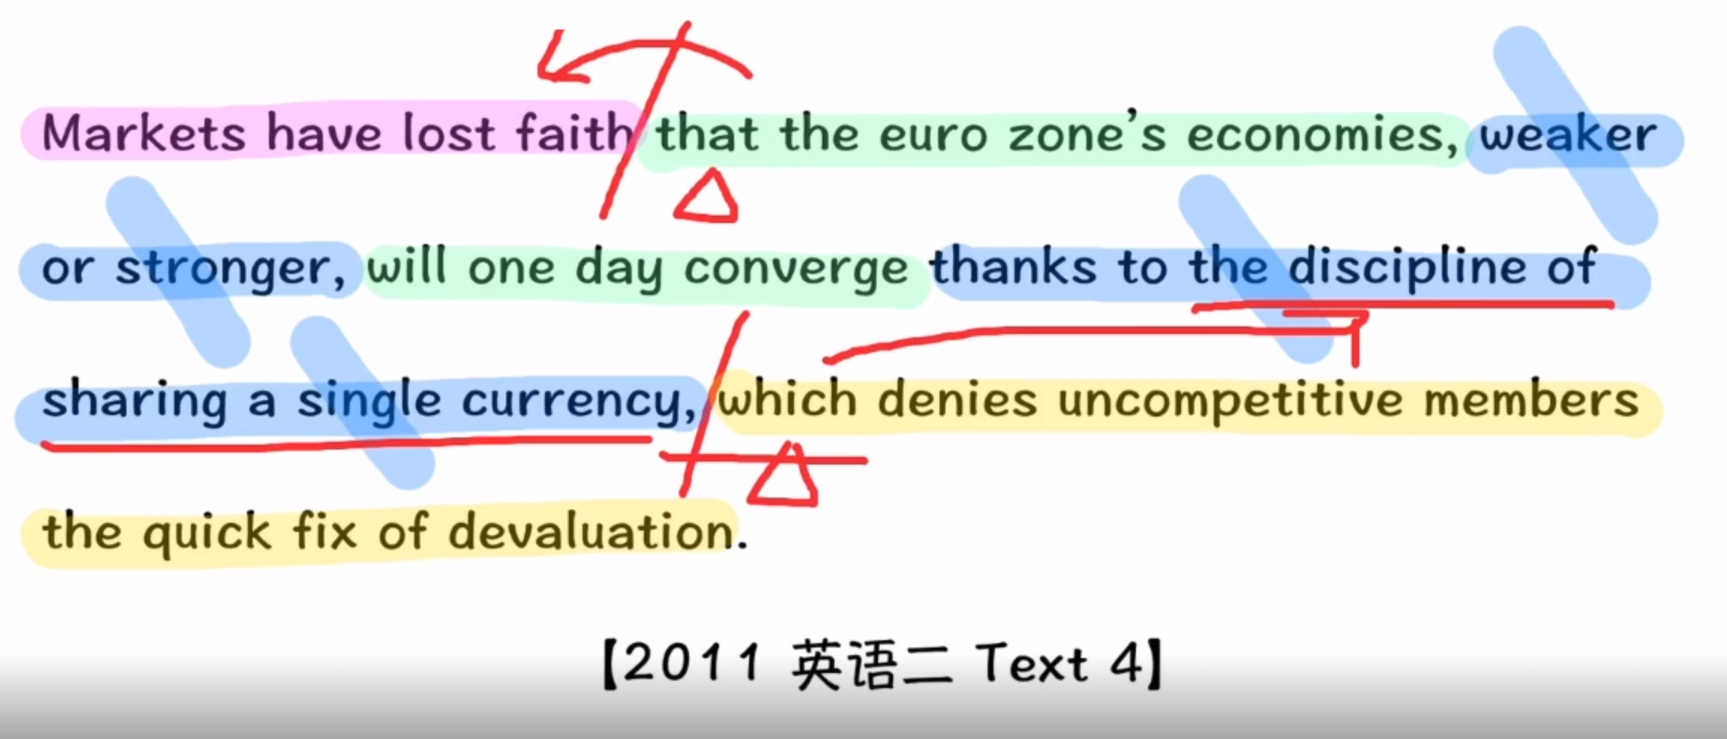 Markets have lost faith that the euro zone's economies, weaker
or stronger, will one day converge thanks to the discipline of
sharing a single currency, which denies uncompetitive members
the quick fix of devaluation.
【2011 英语二 Text 4】